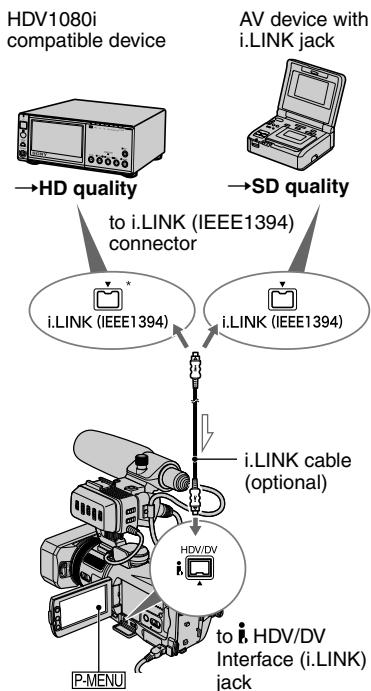 HDV1080i
compatible device
AV device with
i.LINK jack
→HD quality
→SD quality
to i.LINK (IEEE1394)
connector
*
i.LINK (IEEE1394)
i.LINK (IEEE1394)
i.LINK cable
(optional)
HDV/DV
i
to i HDV/DV
Interface (i.LINK)
jack
P-MENU